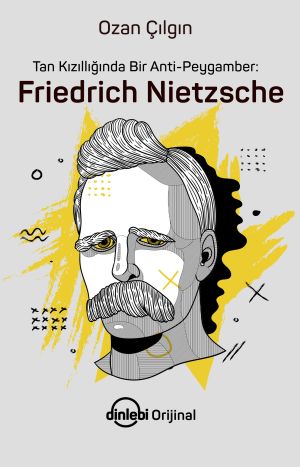 Ozan Çılgın
Tan Kızıllığında Bir Anti-Peygamber:
Friedrich Nietzsche
dinlebi Orijinal